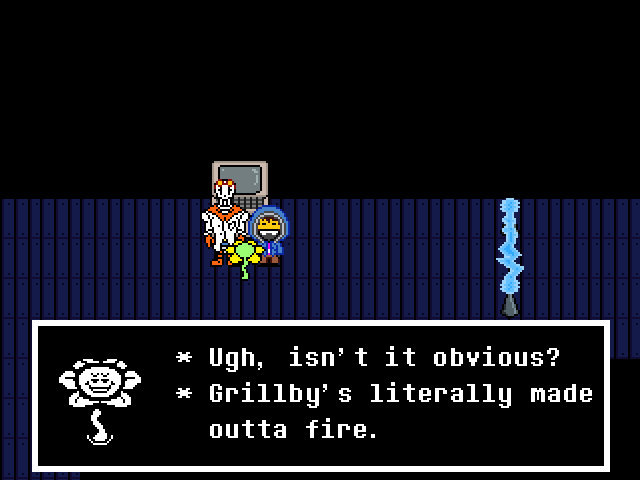 * Ugh, isn't it obvious?
* Grillby's literally made
outta fire.